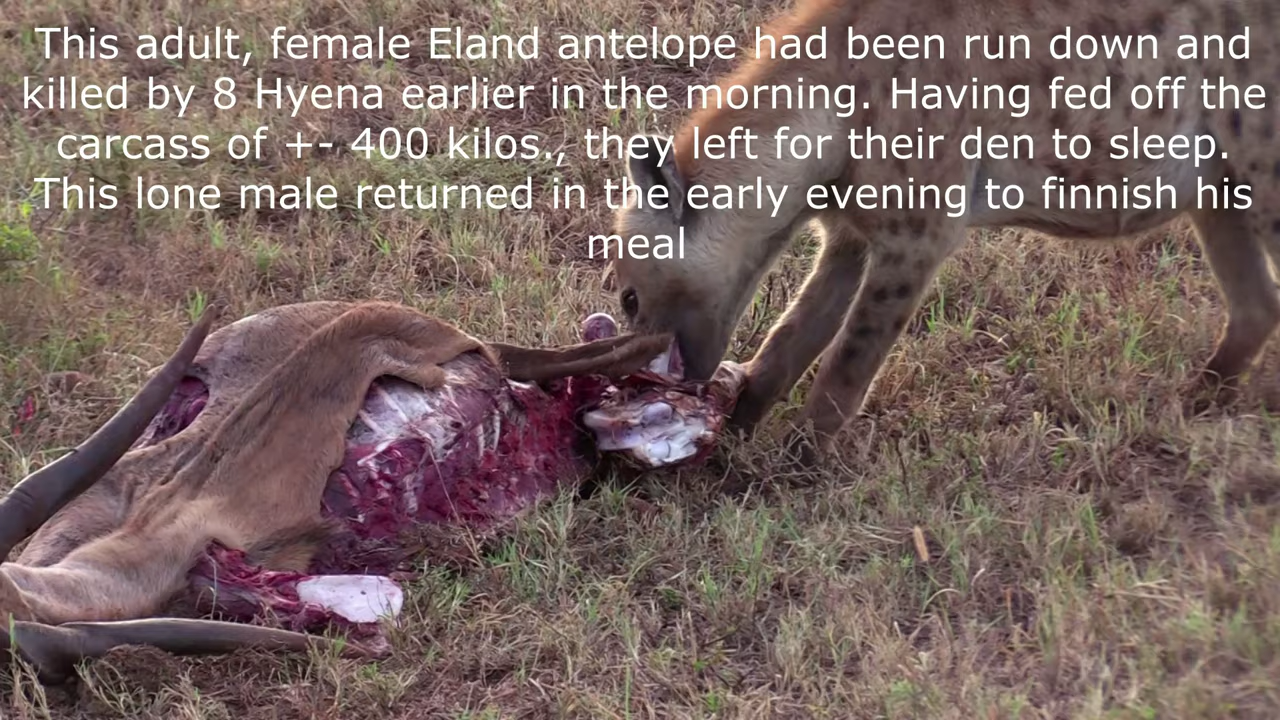 This adult, female Eland antelope had been run down and
killed by 8 Hyena earlier in the morning. Having fed off the
carcass of +- 400 kilos., they left for their den to sleep.
This lone male returned in the early evening to finnish his
meal